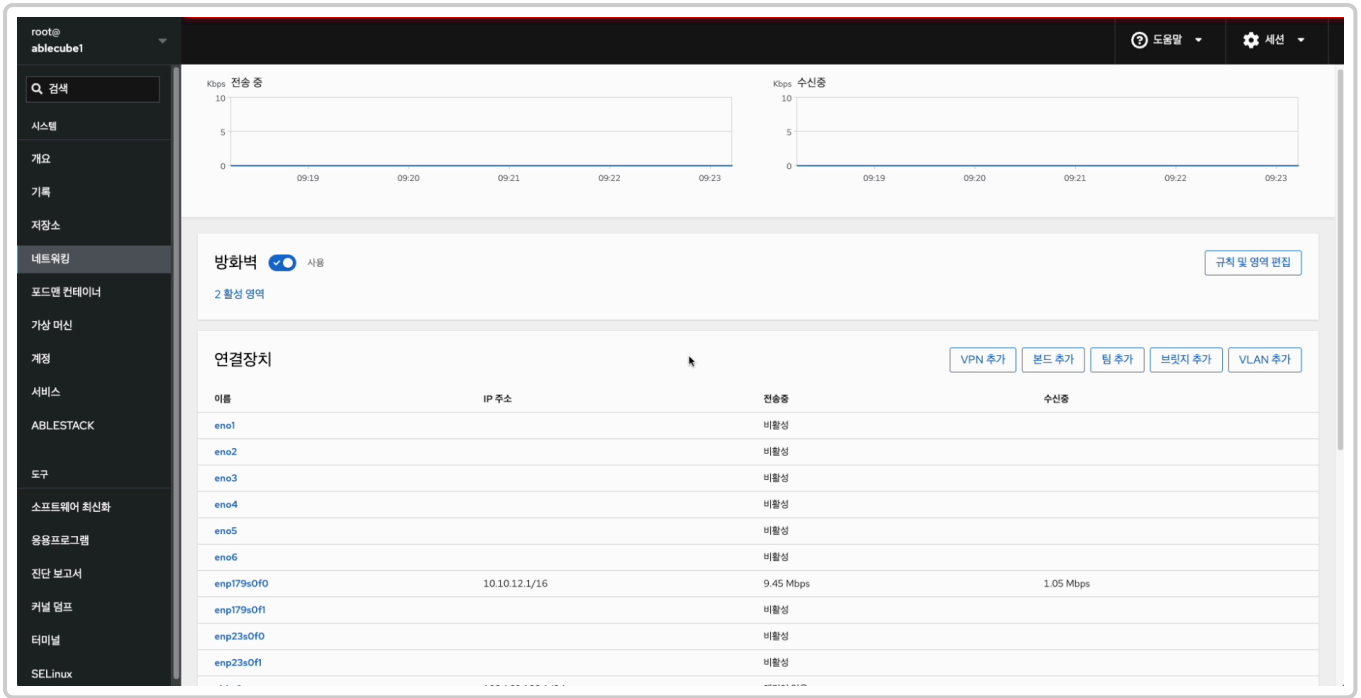 root@
ablecube1
도움말
세션
검색
시스템
개요
기록
저장소
네트워킹
포드맨 컨테이너
가상 머신
계정
서비스
ABLESTACK
도구
소프트웨어 최신화
응용프로그램
진단 보고서
커널 덤프
터미널
SELinux
Kbps 전송 중
10
5
0
09:19 09:20 09:21 09:22 09:23
Kbps 수신중
10
5
0
09:19 09:20 09:21 09:22 09:23
방화벽 사용
규칙 및 영역 편집
2 활성 영역
연결장치
VPN 추가 본드 추가 팀 추가 브릿지 추가 VLAN 추가
이름 IP 주소 전송중 수신중
eno1 비활성
eno2 비활성
eno3 비활성
eno4 비활성
eno5 비활성
eno6 비활성
enp179s0f0 10.10.12.1/16 9.45 Mbps 1.05 Mbps
enp179s0f1 비활성
enp23s0f0 비활성
enp23s0f1 비활성